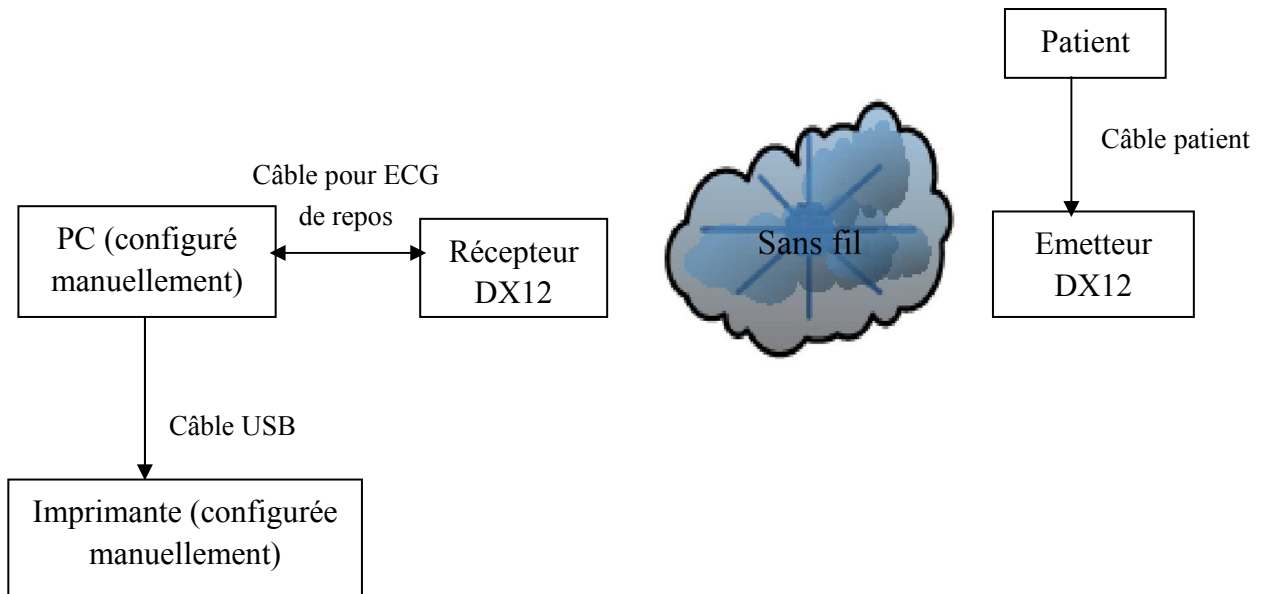 Patient
Câble patient
Câble pour ECG
de repos
PC (configuré
manuellement)
Récepteur
DX12
Sans fil
Emetteur
DX12
Câble USB
Imprimante (configurée
manuellement)